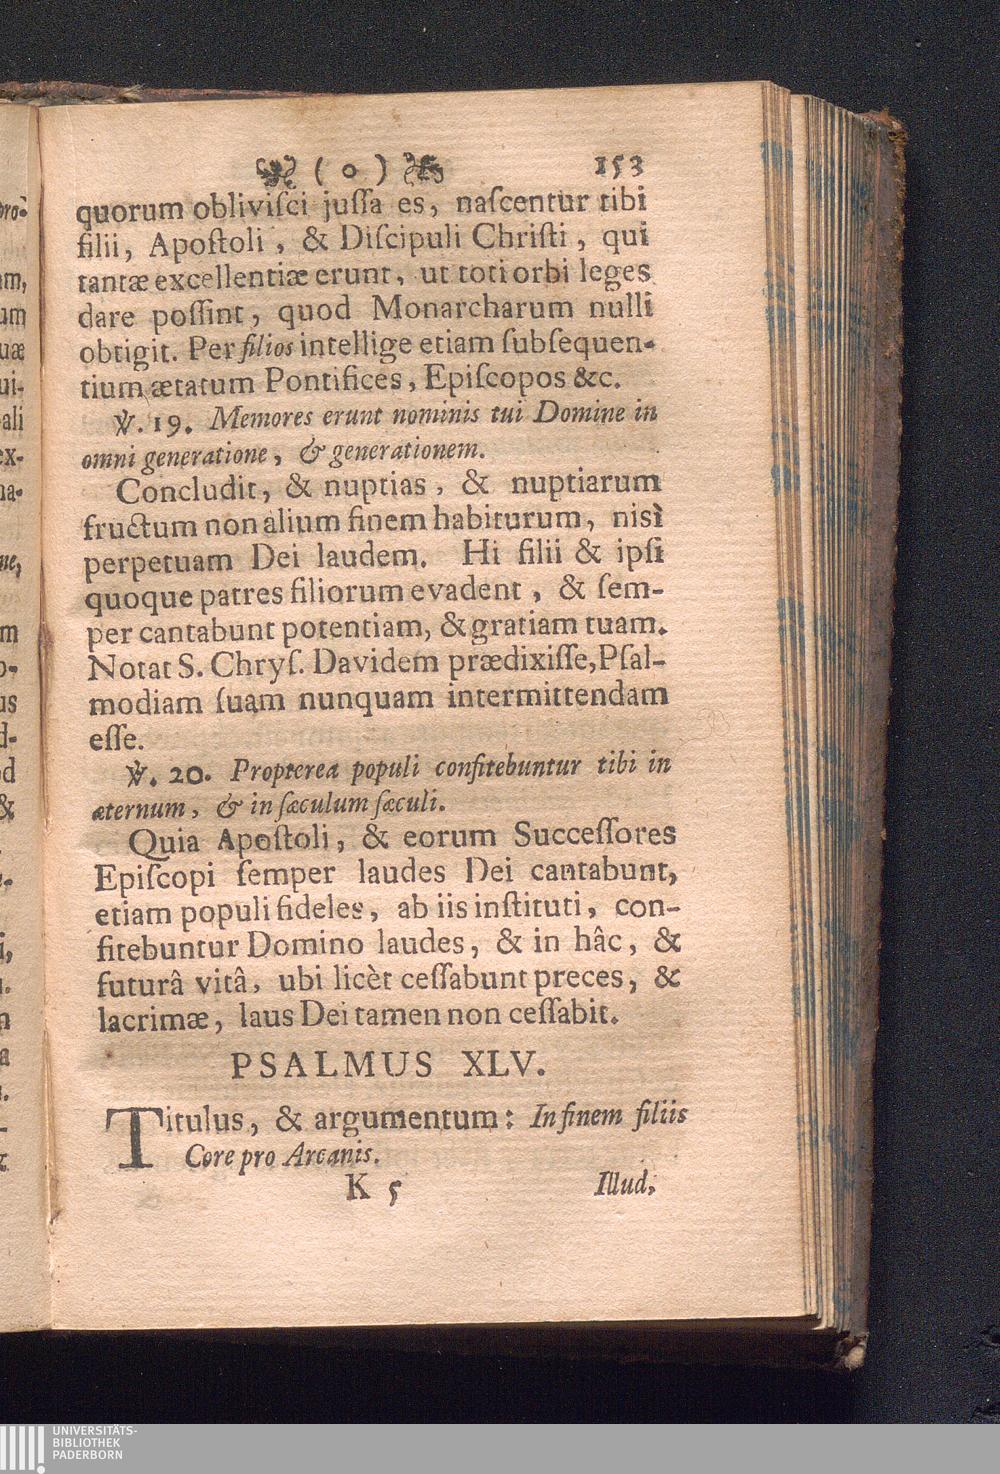 ( o ) 153
quorum obliviſci juſſa es, naſcentur tibi
filii, Apoſtoli, & Diſcipuli Chriſti, qui
tantæ excellentiæ erunt, ut toti orbi leges
dare poſſint, quod Monarcharum nulli
obtigit. Per filios intellige etiam ſubſequen-
tium ætatum Pontifices, Epiſcopos &c.
℣. 19. Memores erunt nominis tui Domine in
omni generatione, & generationem.
Concludit, & nuptias, & nuptiarum
fructum non alium finem habiturum, niſi
perpetuam Dei laudem. Hi filii & ipſi
quoque patres filiorum evadent, & ſem-
per cantabunt potentiam, & gratiam tuam.
Notat S. Chryſ. Davidem prædixiſſe, Pſal-
modiam ſuam nunquam intermittendam
eſſe.
℣. 20. Propterea populi confitebuntur tibi in
æternum, & in ſæculum ſæculi.
Quia Apoſtoli, & eorum Succeſſores
Epiſcopi ſemper laudes Dei cantabunt,
etiam populi fideles, ab iis inſtituti, con-
fitebuntur Domino laudes, & in hâc, &
futurâ vitâ, ubi licèt ceſſabunt preces, &
lacrimæ, laus Dei tamen non ceſſabit.
PSALMUS XLV.
Titulus, & argumentum: In finem filiis
Core pro Arcanis.
K 5 Illud,
UNIVERSITÄTS-
BIBLIOTHEK
PADERBORN